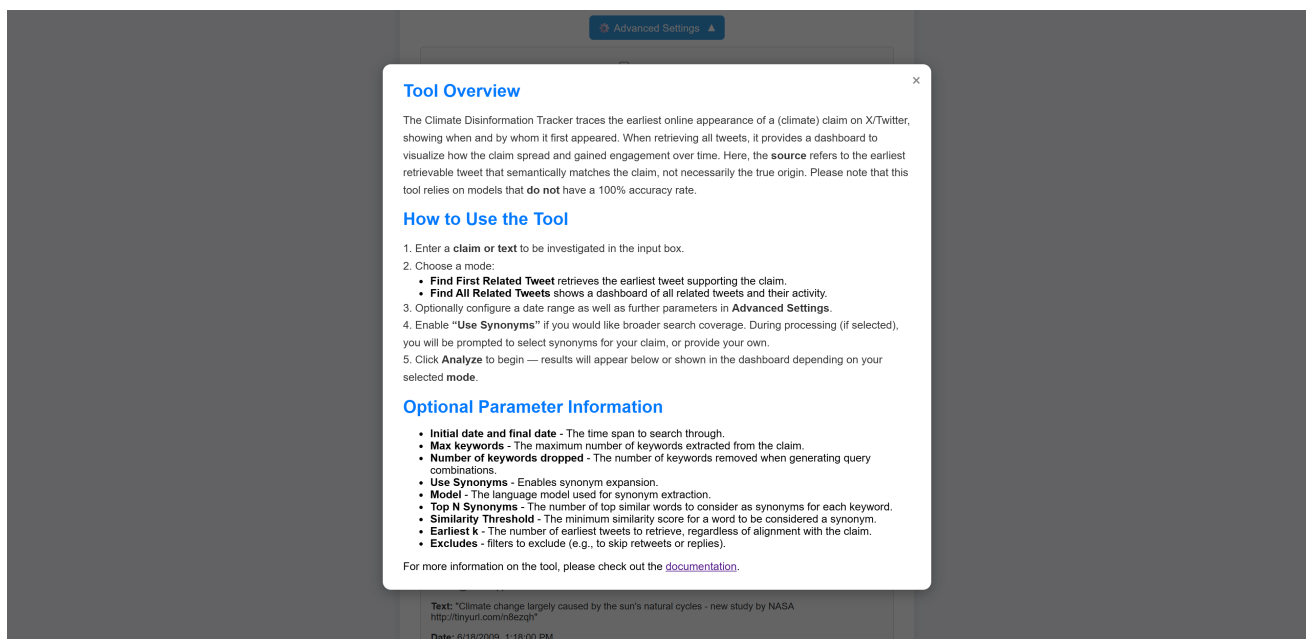 Advanced Settings ▲
×
Tool Overview
The Climate Disinformation Tracker traces the earliest online appearance of a (climate) claim on X/Twitter,
showing when and by whom it first appeared. When retrieving all tweets, it provides a dashboard to
visualize how the claim spread and gained engagement over time. Here, the source refers to the earliest
retrievable tweet that semantically matches the claim, not necessarily the true origin. Please note that this
tool relies on models that do not have a 100% accuracy rate.
How to Use the Tool
1. Enter a claim or text to be investigated in the input box.
2. Choose a mode:
• Find First Related Tweet retrieves the earliest tweet supporting the claim.
• Find All Related Tweets shows a dashboard of all related tweets and their activity.
3. Optionally configure a date range as well as further parameters in Advanced Settings.
4. Enable “Use Synonyms” if you would like broader search coverage. During processing (if selected),
you will be prompted to select synonyms for your claim, or provide your own.
5. Click Analyze to begin — results will appear below or shown in the dashboard depending on your
selected mode.
Optional Parameter Information
• Initial date and final date - The time span to search through.
• Max keywords - The maximum number of keywords extracted from the claim.
• Number of keywords dropped - The number of keywords removed when generating query
combinations.
• Use Synonyms - Enables synonym expansion.
• Model - The language model used for synonym extraction.
• Top N Synonyms - The number of top similar words to consider as synonyms for each keyword.
• Similarity Threshold - The minimum similarity score for a word to be considered a synonym.
• Earliest k - The number of earliest tweets to retrieve, regardless of alignment with the claim.
• Excludes - filters to exclude (e.g., to skip retweets or replies).
For more information on the tool, please check out the documentation.
Text: "Climate change largely caused by the sun's natural cycles - new study by NASA
http://tinyurl.com/n8ezqh"
Date: 6/18/2009, 1:18:00 PM